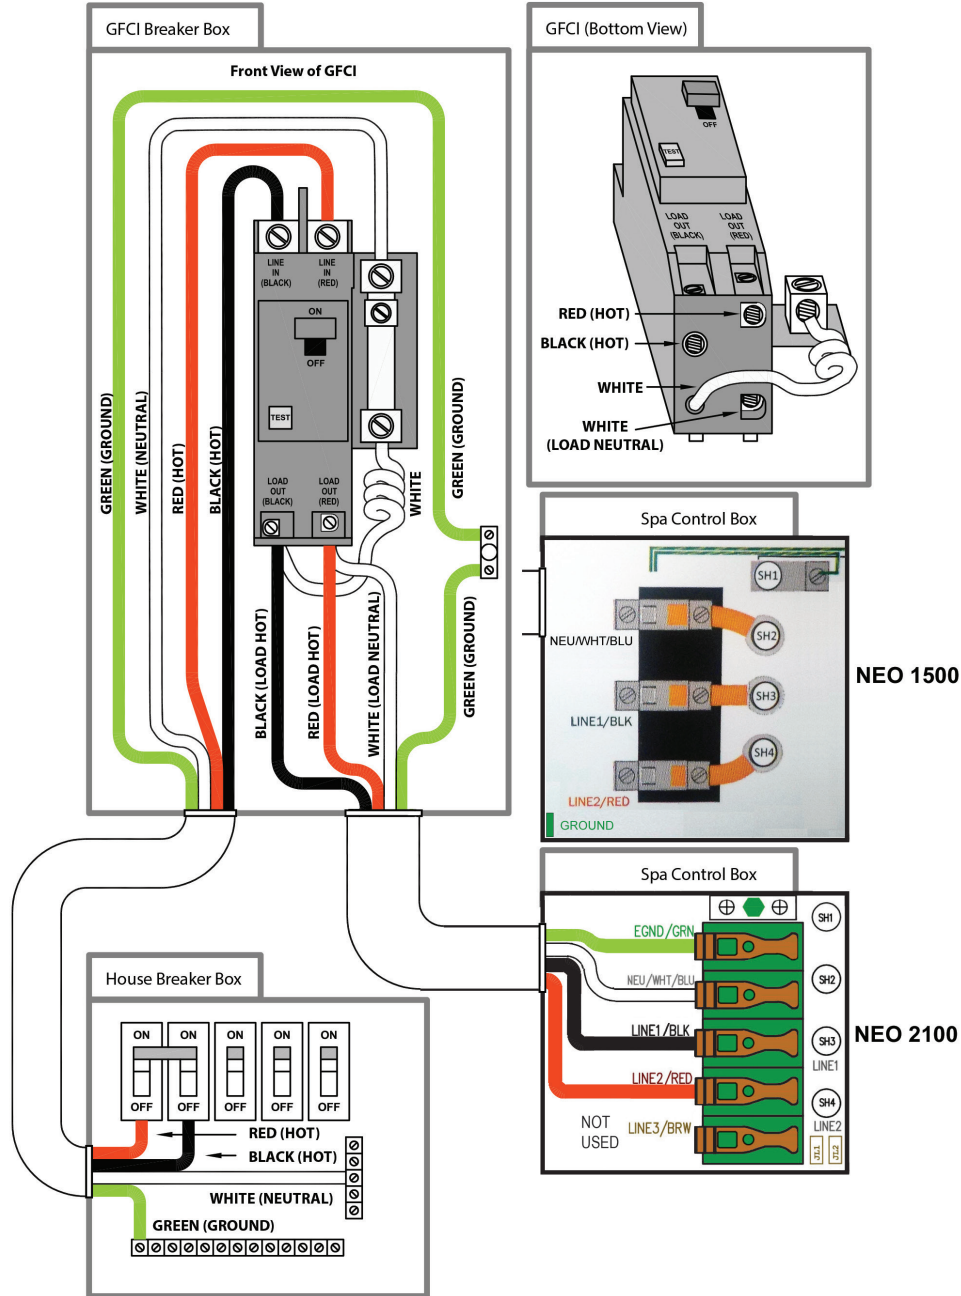 GFCI Breaker Box
Front View of GFCI
GREEN (GROUND)
WHITE (NEUTRAL)
RED (HOT)
BLACK (HOT)
LINE
IN
(BLACK)
LINE
IN
(RED)
ON
OFF
TEST
LOAD
OUT
(BLACK)
LOAD
OUT
(RED)
WHITE
GREEN (GROUND)
BLACK (LOAD HOT)
RED (LOAD HOT)
WHITE (LOAD NEUTRAL)
GREEN (GROUND)
GFCI (Bottom View)
OFF
TEST
LOAD
OUT
(BLACK)
LOAD
OUT
(RED)
RED (HOT)
BLACK (HOT)
WHITE
WHITE
(LOAD NEUTRAL)
Spa Control Box
SH1
NEU/WHT/BLU
SH2
LINE1/BLK
SH3
SH4
LINE2/RED
GROUND
NEO 1500
Spa Control Box
EGND/GRN
SH1
NEU/WHT/BLU
SH2
LINE1/BLK
SH3
LINE1
LINE2/RED
SH4
LINE2
NOT
USED
LINE3/BRW
JL1
JL2
NEO 2100
House Breaker Box
ON
ON
ON
ON
ON
OFF
OFF
OFF
OFF
OFF
RED (HOT)
BLACK (HOT)
WHITE (NEUTRAL)
GREEN (GROUND)